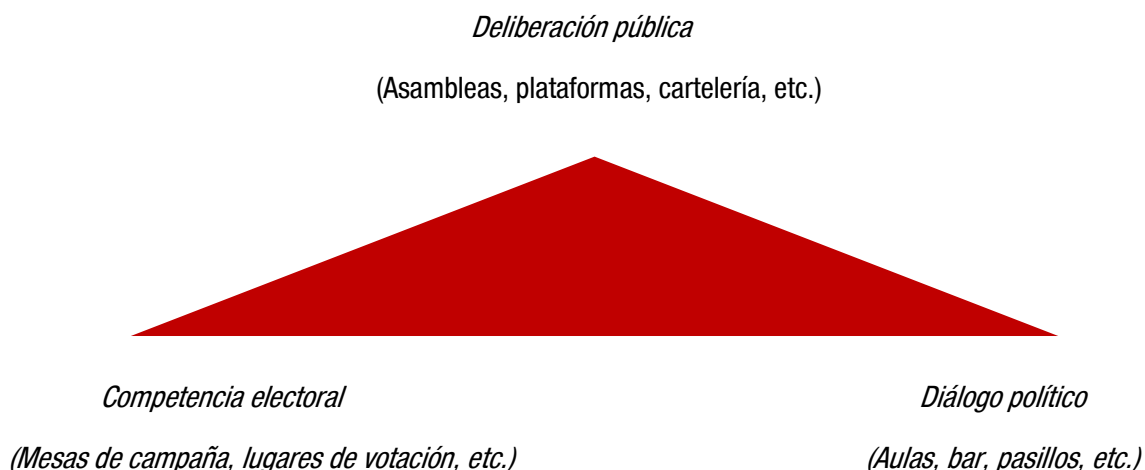 Deliberación pública
(Asambleas, plataformas, cartelería, etc.)
Competencia electoral
(Mesas de campaña, lugares de votación, etc.)
Diálogo político
(Aulas, bar, pasillos, etc.)